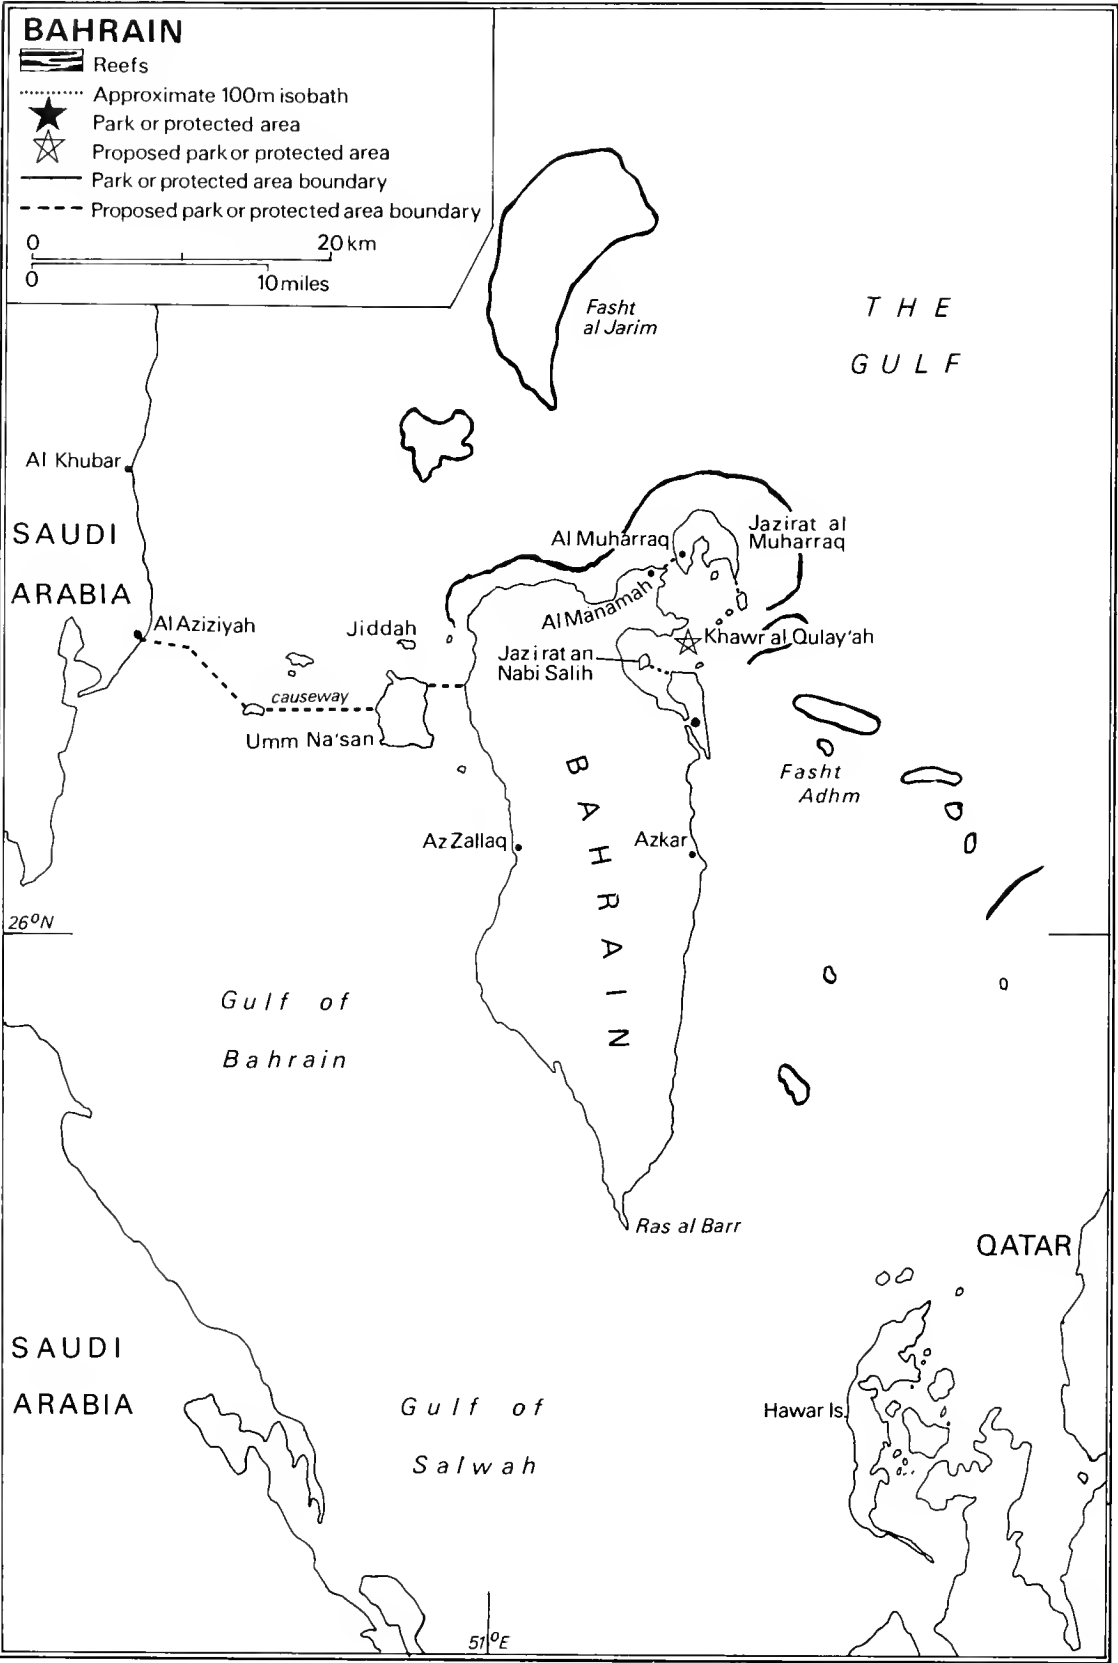 BAHRAIN
Reefs
Approximate 100m isobath
Park or protected area
Proposed park or protected area
Park or protected area boundary
Proposed park or protected area boundary
0 20 km
0 10 miles
Fasht
al Jarim
THE
GULF
Al Khubar
SAUDI
ARABIA
Al Muharraq
Jazirat al
Muharraq
Al Manamah
Al Aziziyah
Jiddah
Khawr al Qulay'ah
Jazirat an
Nabi Salih
causeway
Umm Na'san
BAHRAIN
Fasht
Adhm
Az Zallaq
Azkar
26°N
Gulf of
Bahrain
Ras al Barr
QATAR
SAUDI
ARABIA
Gulf of
Salwah
Hawar Is.
51°E